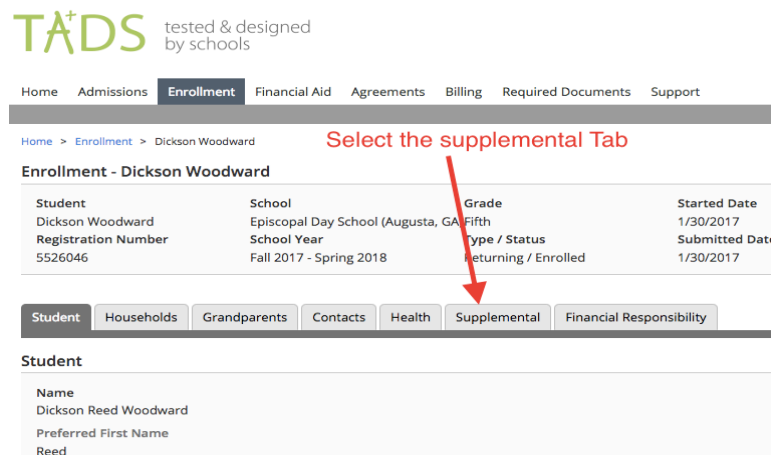 TADS tested & designed
by schools
Home Admissions Enrollment Financial Aid Agreements Billing Required Documents Support
Home > Enrollment > Dickson Woodward
Select the supplemental Tab
Enrollment - Dickson Woodward
Student School Grade Started Date
Dickson Woodward Episcopal Day School (Augusta, GA Fifth 1/30/2017
Registration Number School Year Type / Status Submitted Date
5526046 Fall 2017 - Spring 2018 Returning / Enrolled 1/30/2017
Student Households Grandparents Contacts Health Supplemental Financial Responsibility
Student
Name
Dickson Reed Woodward
Preferred First Name
Reed